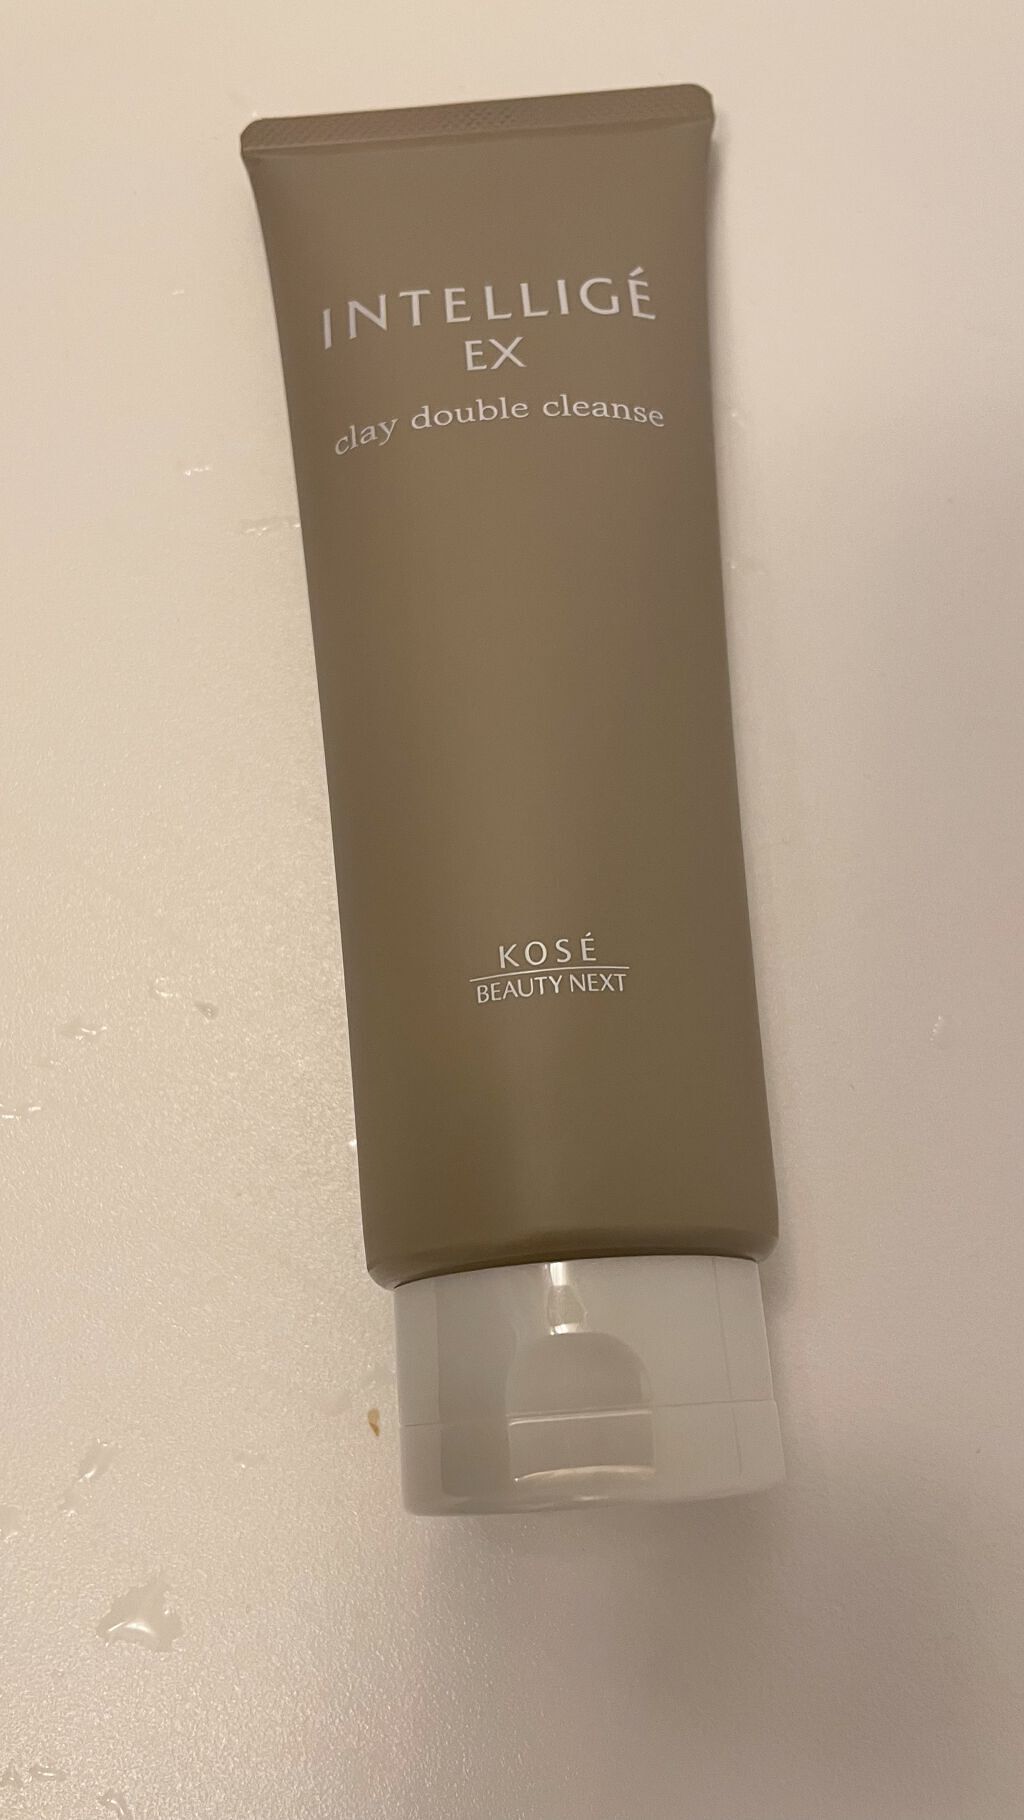 INTELLIGÉ
EX
clay double cleanse
KOSÉ
BEAUTY NEXT